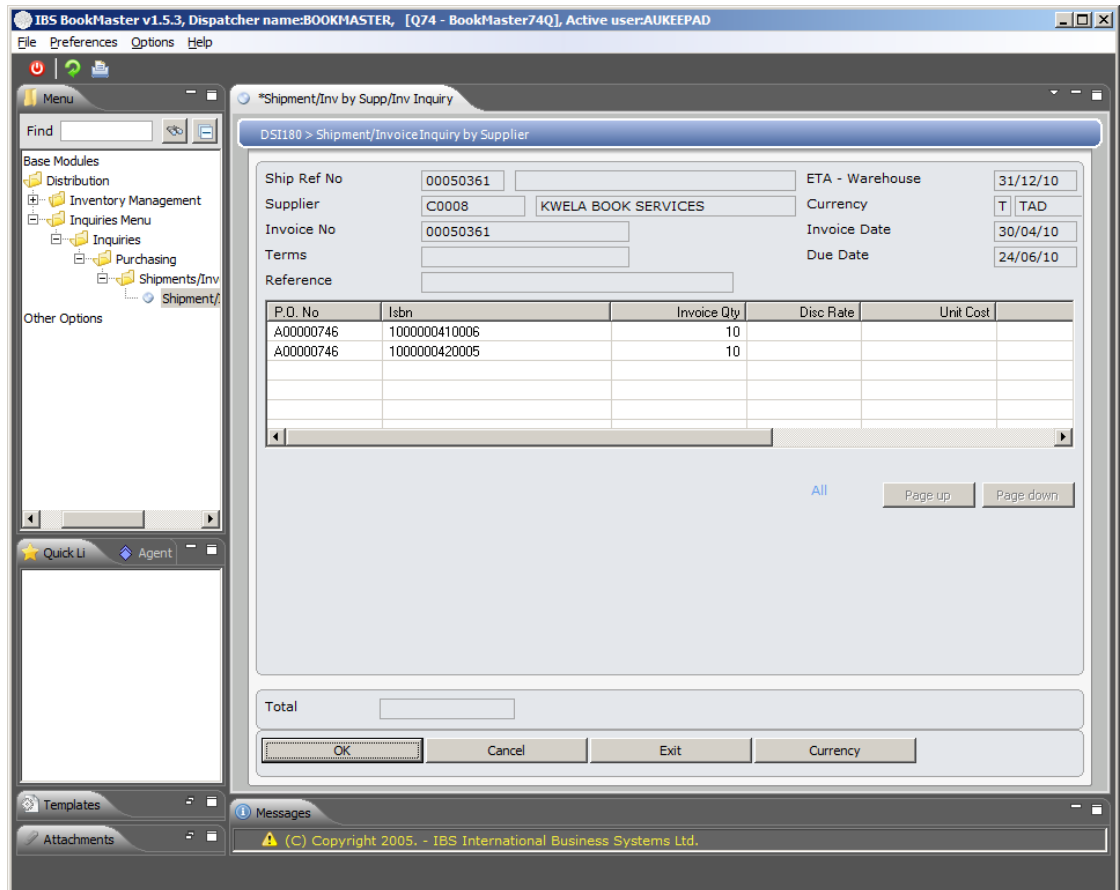 IBS BookMaster v1.5.3, Dispatcher name:BOOKMASTER, [Q74 - BookMaster74Q], Active user:AUKEEPAD
File Preferences Options Help
Menu
Find
Base Modules
Distribution
Inventory Management
Inquiries Menu
Inquiries
Purchasing
Shipments/Inv
Shipment/
Other Options
Quick Li
Agent
Templates
Attachments
*Shipment/Inv by Supp/Inv Inquiry
DSI180 > Shipment/Invoice Inquiry by Supplier
Ship Ref No 00050361 ETA - Warehouse 31/12/10
Supplier C0008 KWELA BOOK SERVICES Currency T TAD
Invoice No 00050361 Invoice Date 30/04/10
Terms Due Date 24/06/10
Reference
P.O. No Isbn Invoice Qty Disc Rate Unit Cost
A00000746 1000000410006 10
A00000746 1000000420005 10
All Page up Page down
Total
OK Cancel Exit Currency
Messages
(C) Copyright 2005. - IBS International Business Systems Ltd.